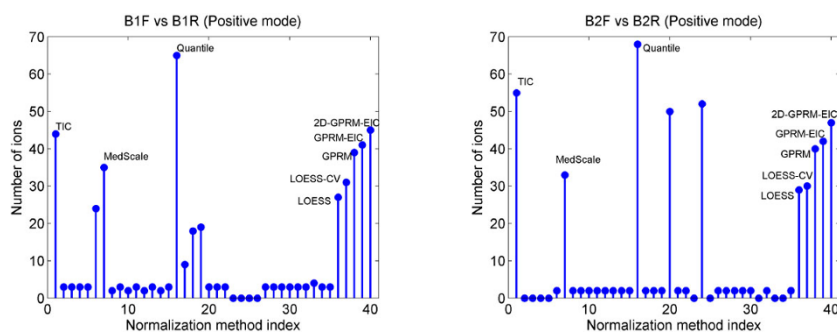 B1F vs B1R (Positive mode)
Number of ions
70
60
50
40
30
20
10
0
TIC
MedScale
Quantile
2D-GPRM-EIC
GPRM-EIC
GPRM
LOESS-CV
LOESS
0 10 20 30 40
Normalization method index
B2F vs B2R (Positive mode)
Number of ions
70
60
50
40
30
20
10
0
TIC
MedScale
Quantile
2D-GPRM-EIC
GPRM-EIC
GPRM
LOESS-CV
LOESS
0 10 20 30 40
Normalization method index